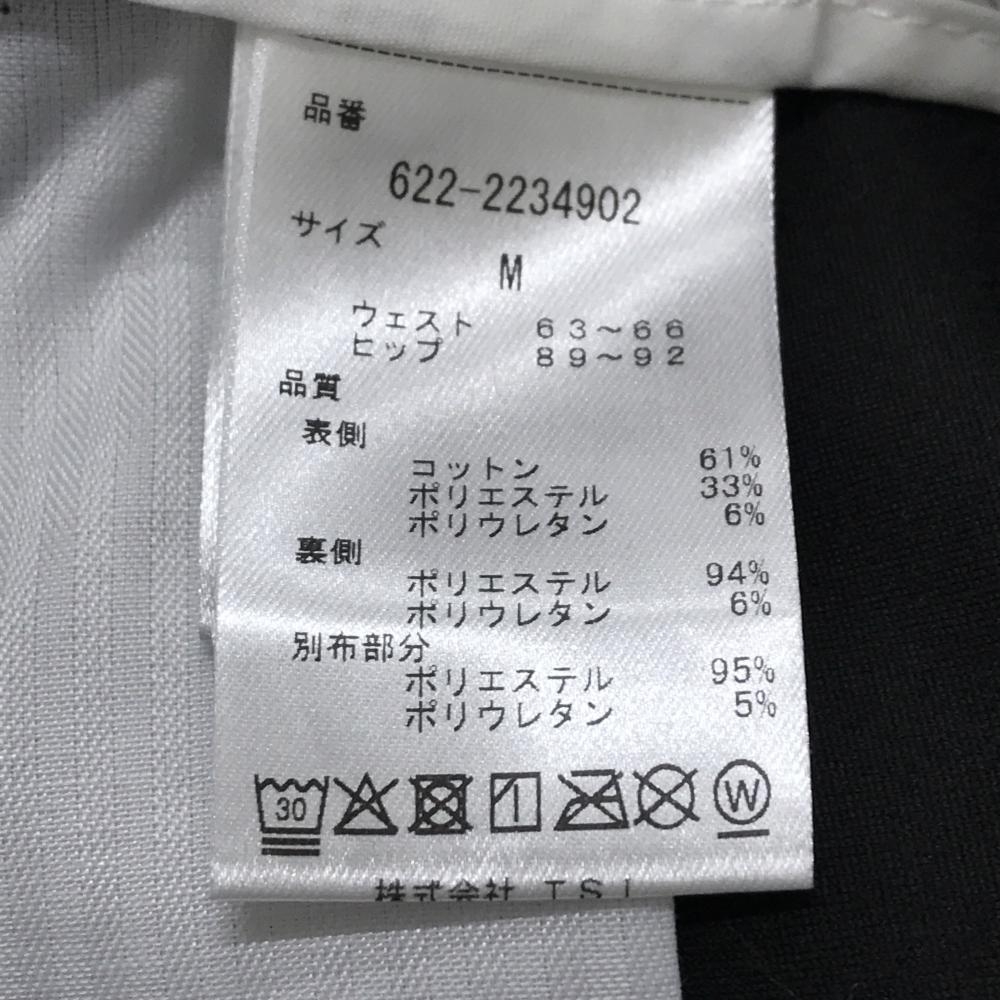 品番
622-2234902
サイズ
M
ウェスト 63～66
ヒップ 89～92
品質
表側
コットン 61%
ポリエステル 33%
ポリウレタン 6%
裏側
ポリエステル 94%
ポリウレタン 6%
別布部分
ポリエステル 95%
ポリウレタン 5%
30 W
株式会社 TSI